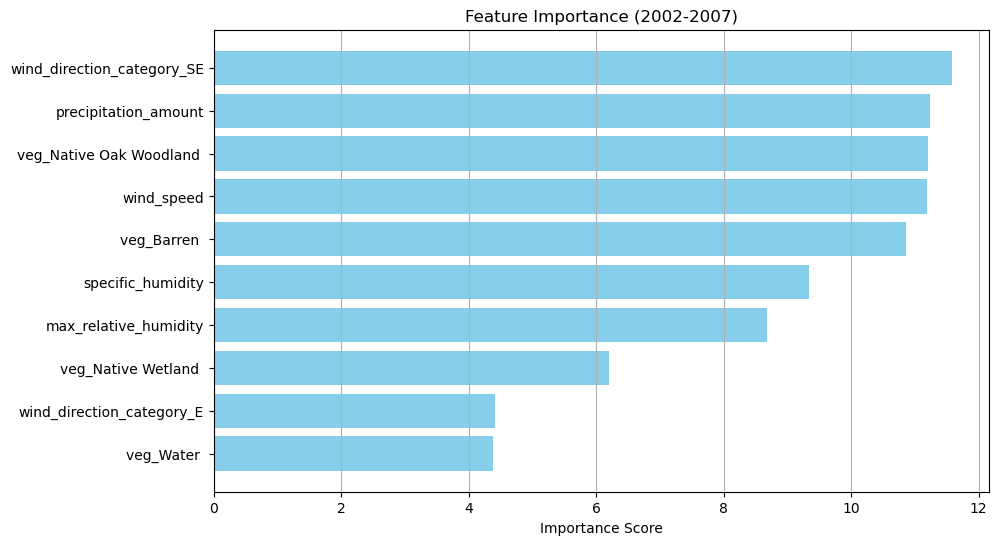 Feature Importance (2002-2007)
wind_direction_category_SE
precipitation_amount
veg_Native Oak Woodland
wind_speed
veg_Barren
specific_humidity
max_relative_humidity
veg_Native Wetland
wind_direction_category_E
veg_Water
0 2 4 6 8 10 12
Importance Score